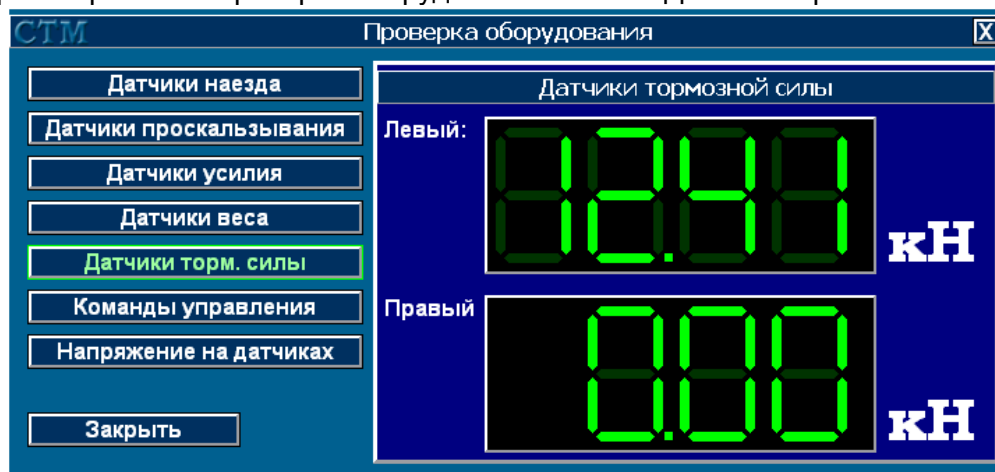 СТМ Проверка оборудования X
Датчики наезда
Датчики проскальзывания
Датчики усилия
Датчики веса
Датчики торм. силы
Команды управления
Напряжение на датчиках
Закрыть
Датчики тормозной силы
Левый:
12.41 кН
Правый
0.00 кН